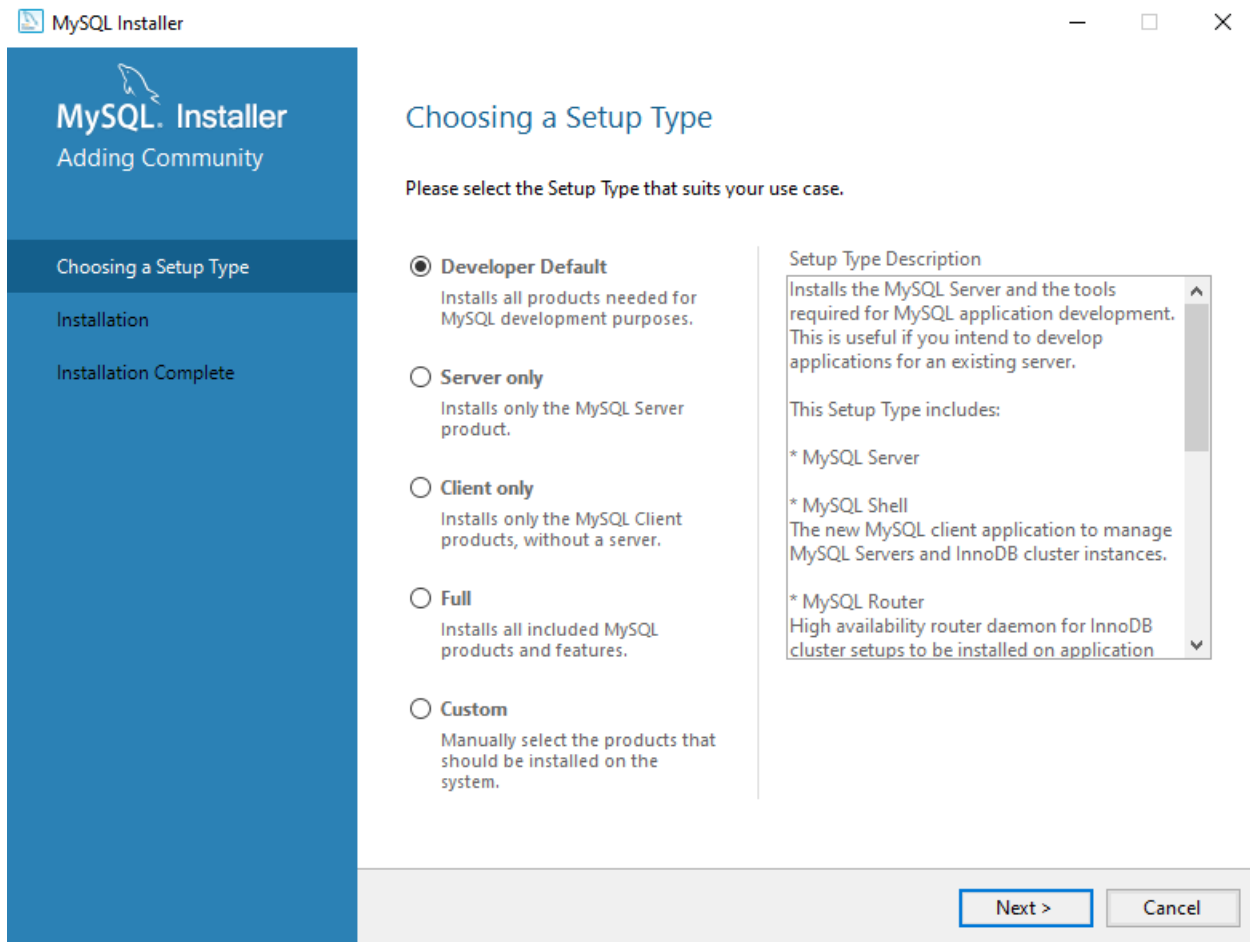 MySQL Installer
MySQL. Installer
Adding Community
Choosing a Setup Type
Installation
Installation Complete
Choosing a Setup Type
Please select the Setup Type that suits your use case.
Developer Default
Installs all products needed for
MySQL development purposes.
Server only
Installs only the MySQL Server
product.
Client only
Installs only the MySQL Client
products, without a server.
Full
Installs all included MySQL
products and features.
Custom
Manually select the products that
should be installed on the
system.
Setup Type Description
Installs the MySQL Server and the tools
required for MySQL application development.
This is useful if you intend to develop
applications for an existing server.
This Setup Type includes:
* MySQL Server
* MySQL Shell
The new MySQL client application to manage
MySQL Servers and InnoDB cluster instances.
* MySQL Router
High availability router daemon for InnoDB
cluster setups to be installed on application
Next >
Cancel